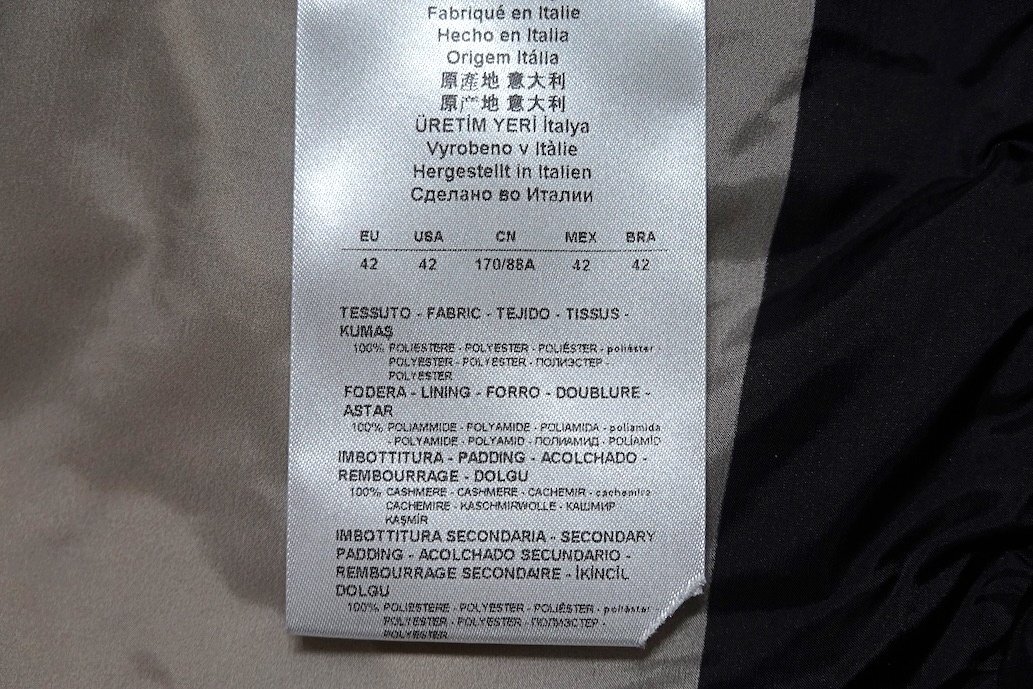 Fabriqué en Italie
Hecho en Italia
Origem Itália
原產地 意大利
原产地 意大利
ÜRETİM YERİ İtalya
Vyrobeno v Itàlie
Hergestellt in Italien
Сделано во Италии
EU USA CN MEX BRA
42 42 170/88A 42 42
TESSUTO - FABRIC - TEJIDO - TISSUS -
KUMAŞ
100% POLIESTERE - POLYESTER - POLIÉSTER - poliéster -
POLYESTER - POLYESTER - ПОЛИЭСТЕР -
POLYESTER
FODERA - LINING - FORRO - DOUBLURE -
ASTAR
100% POLIAMMIDE - POLYAMIDE - POLIAMIDA - poliamida
- POLYAMIDE - POLYAMID - ПОЛИАМИД - POLİAMİD
IMBOTTITURA - PADDING - ACOLCHADO -
REMBOURRAGE - DOLGU
100% CASHMERE - CASHMERE - CACHEMIR - cachemira -
CACHEMIRE - KASCHMIRWOLLE - КАШМИР -
KAŞMİR
IMBOTTITURA SECONDARIA - SECONDARY
PADDING - ACOLCHADO SECUNDARIO -
REMBOURRAGE SECONDAIRE - İKİNCİL
DOLGU
100% POLIESTERE - POLYESTER - POLIÉSTER - poliéster -
POLYESTER - POLYESTER - ПОЛИЭСТЕР -
POLYESTER